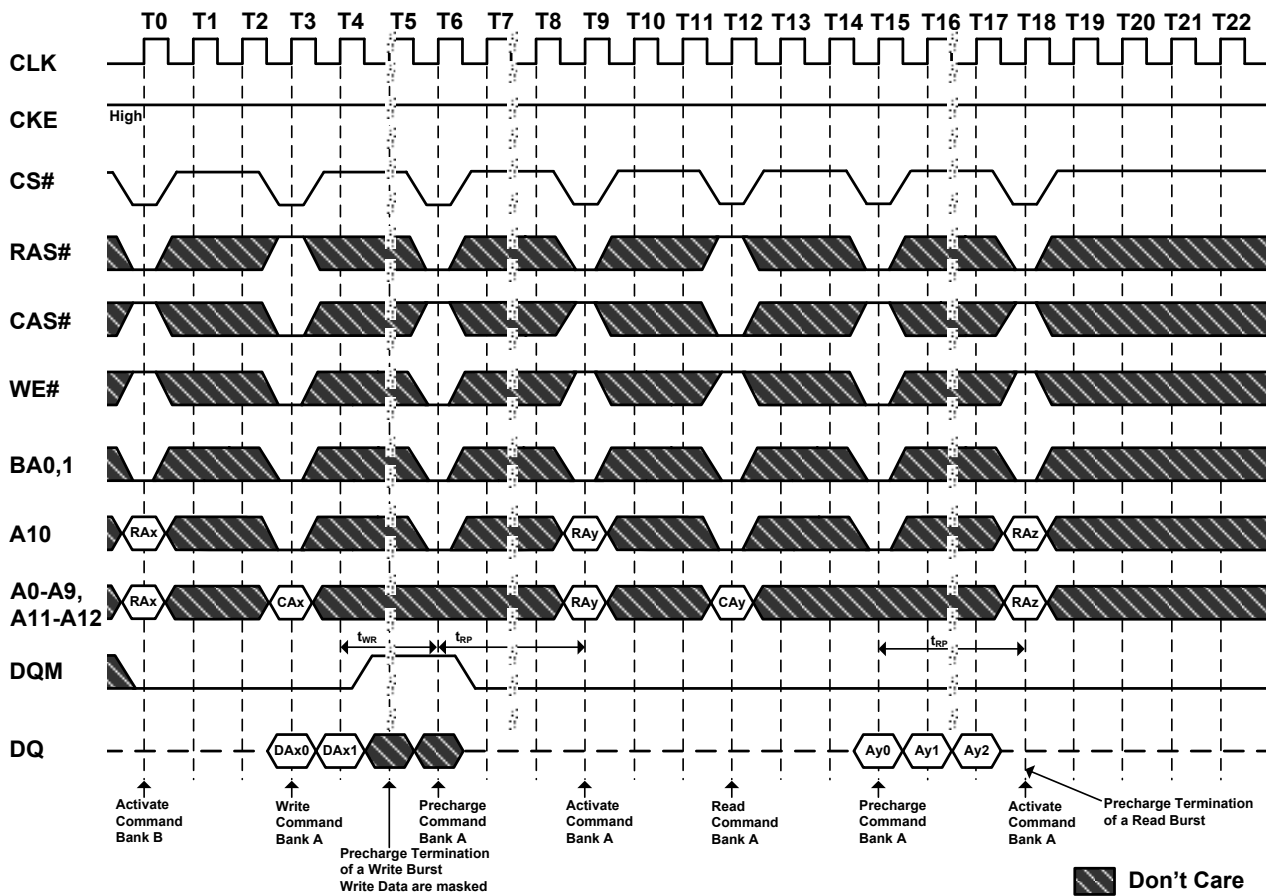 T0 T1 T2 T3 T4 T5 T6 T7 T8 T9 T10 T11 T12 T13 T14 T15 T16 T17 T18 T19 T20 T21 T22
CLK
CKE
High
CS#
RAS#
CAS#
WE#
BA0,1
A10
RAx
RAy
RAz
A0-A9,
A11-A12
RAx
CAx
RAy
CAy
RAz
tWR
tRP
tRP
DQM
DQ
DAx0
DAx1
Ay0
Ay1
Ay2
Activate
Command
Bank B
Write
Command
Bank A
Precharge Termination
of a Write Burst
Write Data are masked
Precharge
Command
Bank A
Activate
Command
Bank A
Read
Command
Bank A
Precharge
Command
Bank A
Activate
Command
Bank A
Precharge Termination
of a Read Burst
Don't Care